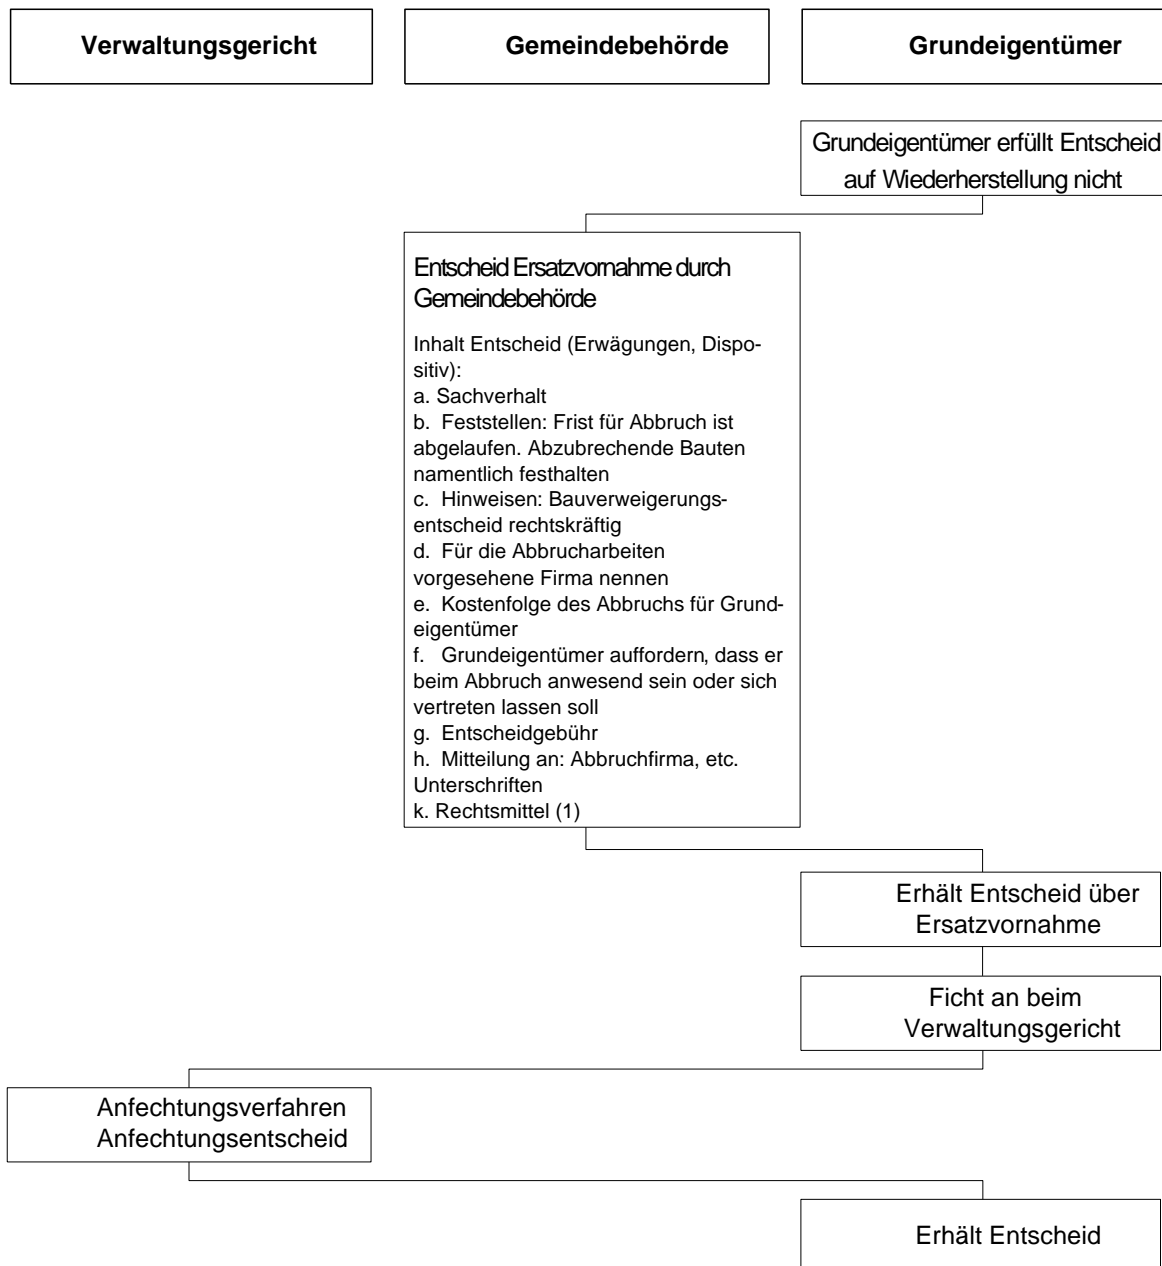 Verwaltungsgericht
Gemeindebehörde
Grundeigentümer
Grundeigentümer erfüllt Entscheid
auf Wiederherstellung nicht
Entscheid Ersatzvornahme durch
Gemeindebehörde
Inhalt Entscheid (Erwägungen, Dispo-
sitiv):
a. Sachverhalt
b. Feststellen: Frist für Abbruch ist
abgelaufen. Abzubrechende Bauten
namentlich festhalten
c. Hinweisen: Bauverweigerungs-
entscheid rechtskräftig
d. Für die Abbrucharbeiten
vorgesehene Firma nennen
e. Kostenfolge des Abbruchs für Grund-
eigentümer
f. Grundeigentümer auffordern, dass er
beim Abbruch anwesend sein oder sich
vertreten lassen soll
g. Entscheidgebühr
h. Mitteilung an: Abbruchfirma, etc.
Unterschriften
k. Rechtsmittel (1)
Erhält Entscheid über
Ersatzvornahme
Ficht an beim
Verwaltungsgericht
Anfechtungsverfahren
Anfechtungsentscheid
Erhält Entscheid